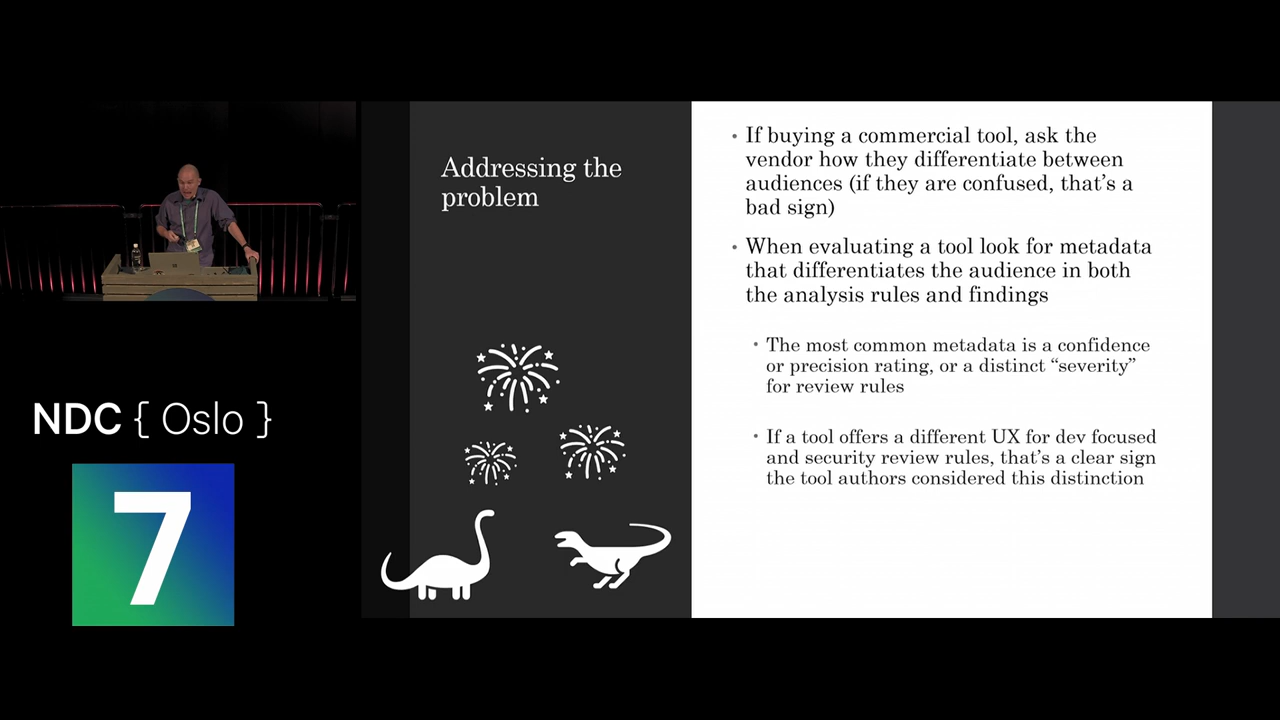 Addressing the
problem
• If buying a commercial tool, ask the
vendor how they differentiate between
audiences (if they are confused, that’s a
bad sign)
• When evaluating a tool look for metadata
that differentiates the audience in both
the analysis rules and findings
• The most common metadata is a confidence
or precision rating, or a distinct “severity”
for review rules
• If a tool offers a different UX for dev focused
and security review rules, that’s a clear sign
the tool authors considered this distinction
NDC { Oslo }
7